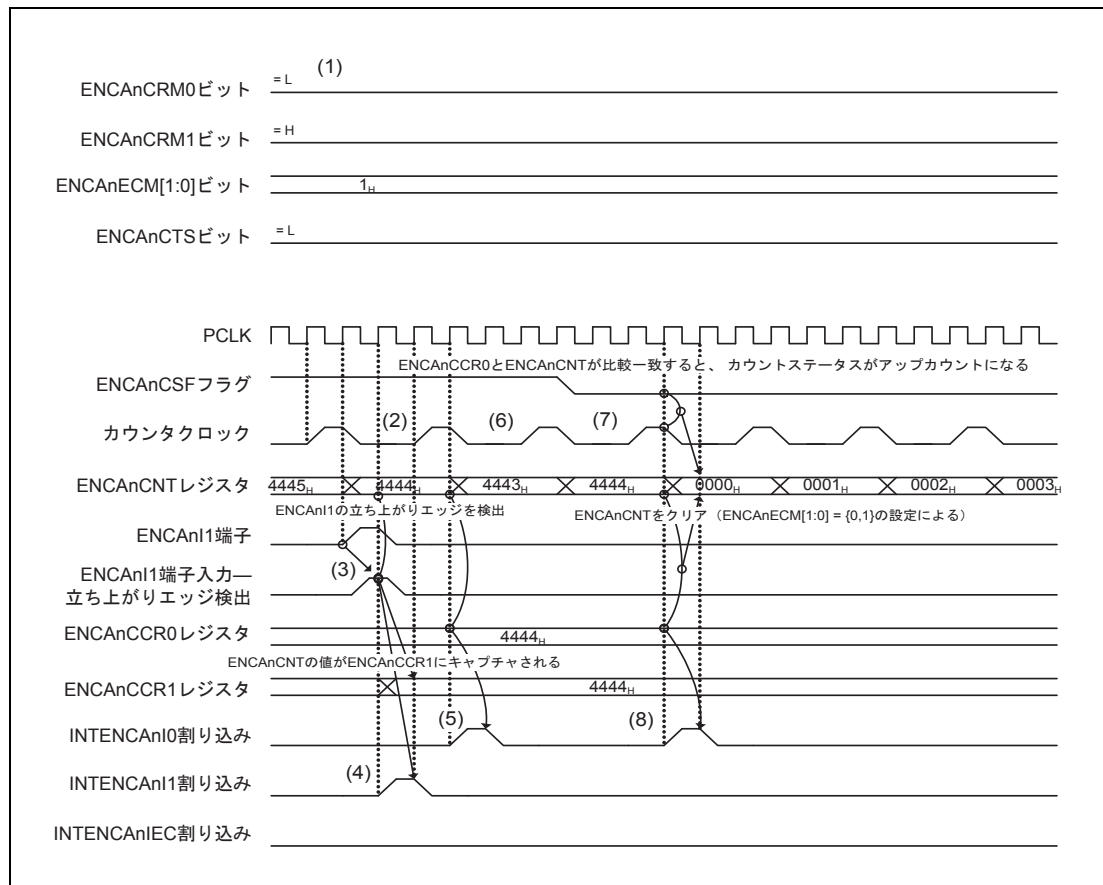 (1)
ENCAnCRM0ビット = L
ENCAnCRM1ビット = H
ENCAnECM[1:0]ビット 1H
ENCAnCTSビット = L
PCLK
ENCAnCCR0とENCAnCNTが比較一致すると、 カウントステータスがアップカウントになる
ENCAnCSFフラグ
カウンタクロック (2) (6) (7)
ENCAnCNTレジスタ 4445H 4444H 4443H 4444H 0000H 0001H 0002H 0003H
ENCAnI1の立ち上がりエッジを検出 ENCAnCNTをクリア（ENCAnECM[1:0] = {0,1}の設定による）
ENCAnI1端子
ENCAnI1端子入力― (3)
立ち上がりエッジ検出
ENCAnCCR0レジスタ 4444H
ENCAnCNTの値がENCAnCCR1にキャプチャされる
ENCAnCCR1レジスタ 4444H
INTENCAnI0割り込み (5) (8)
INTENCAnI1割り込み (4)
INTENCAnIEC割り込み